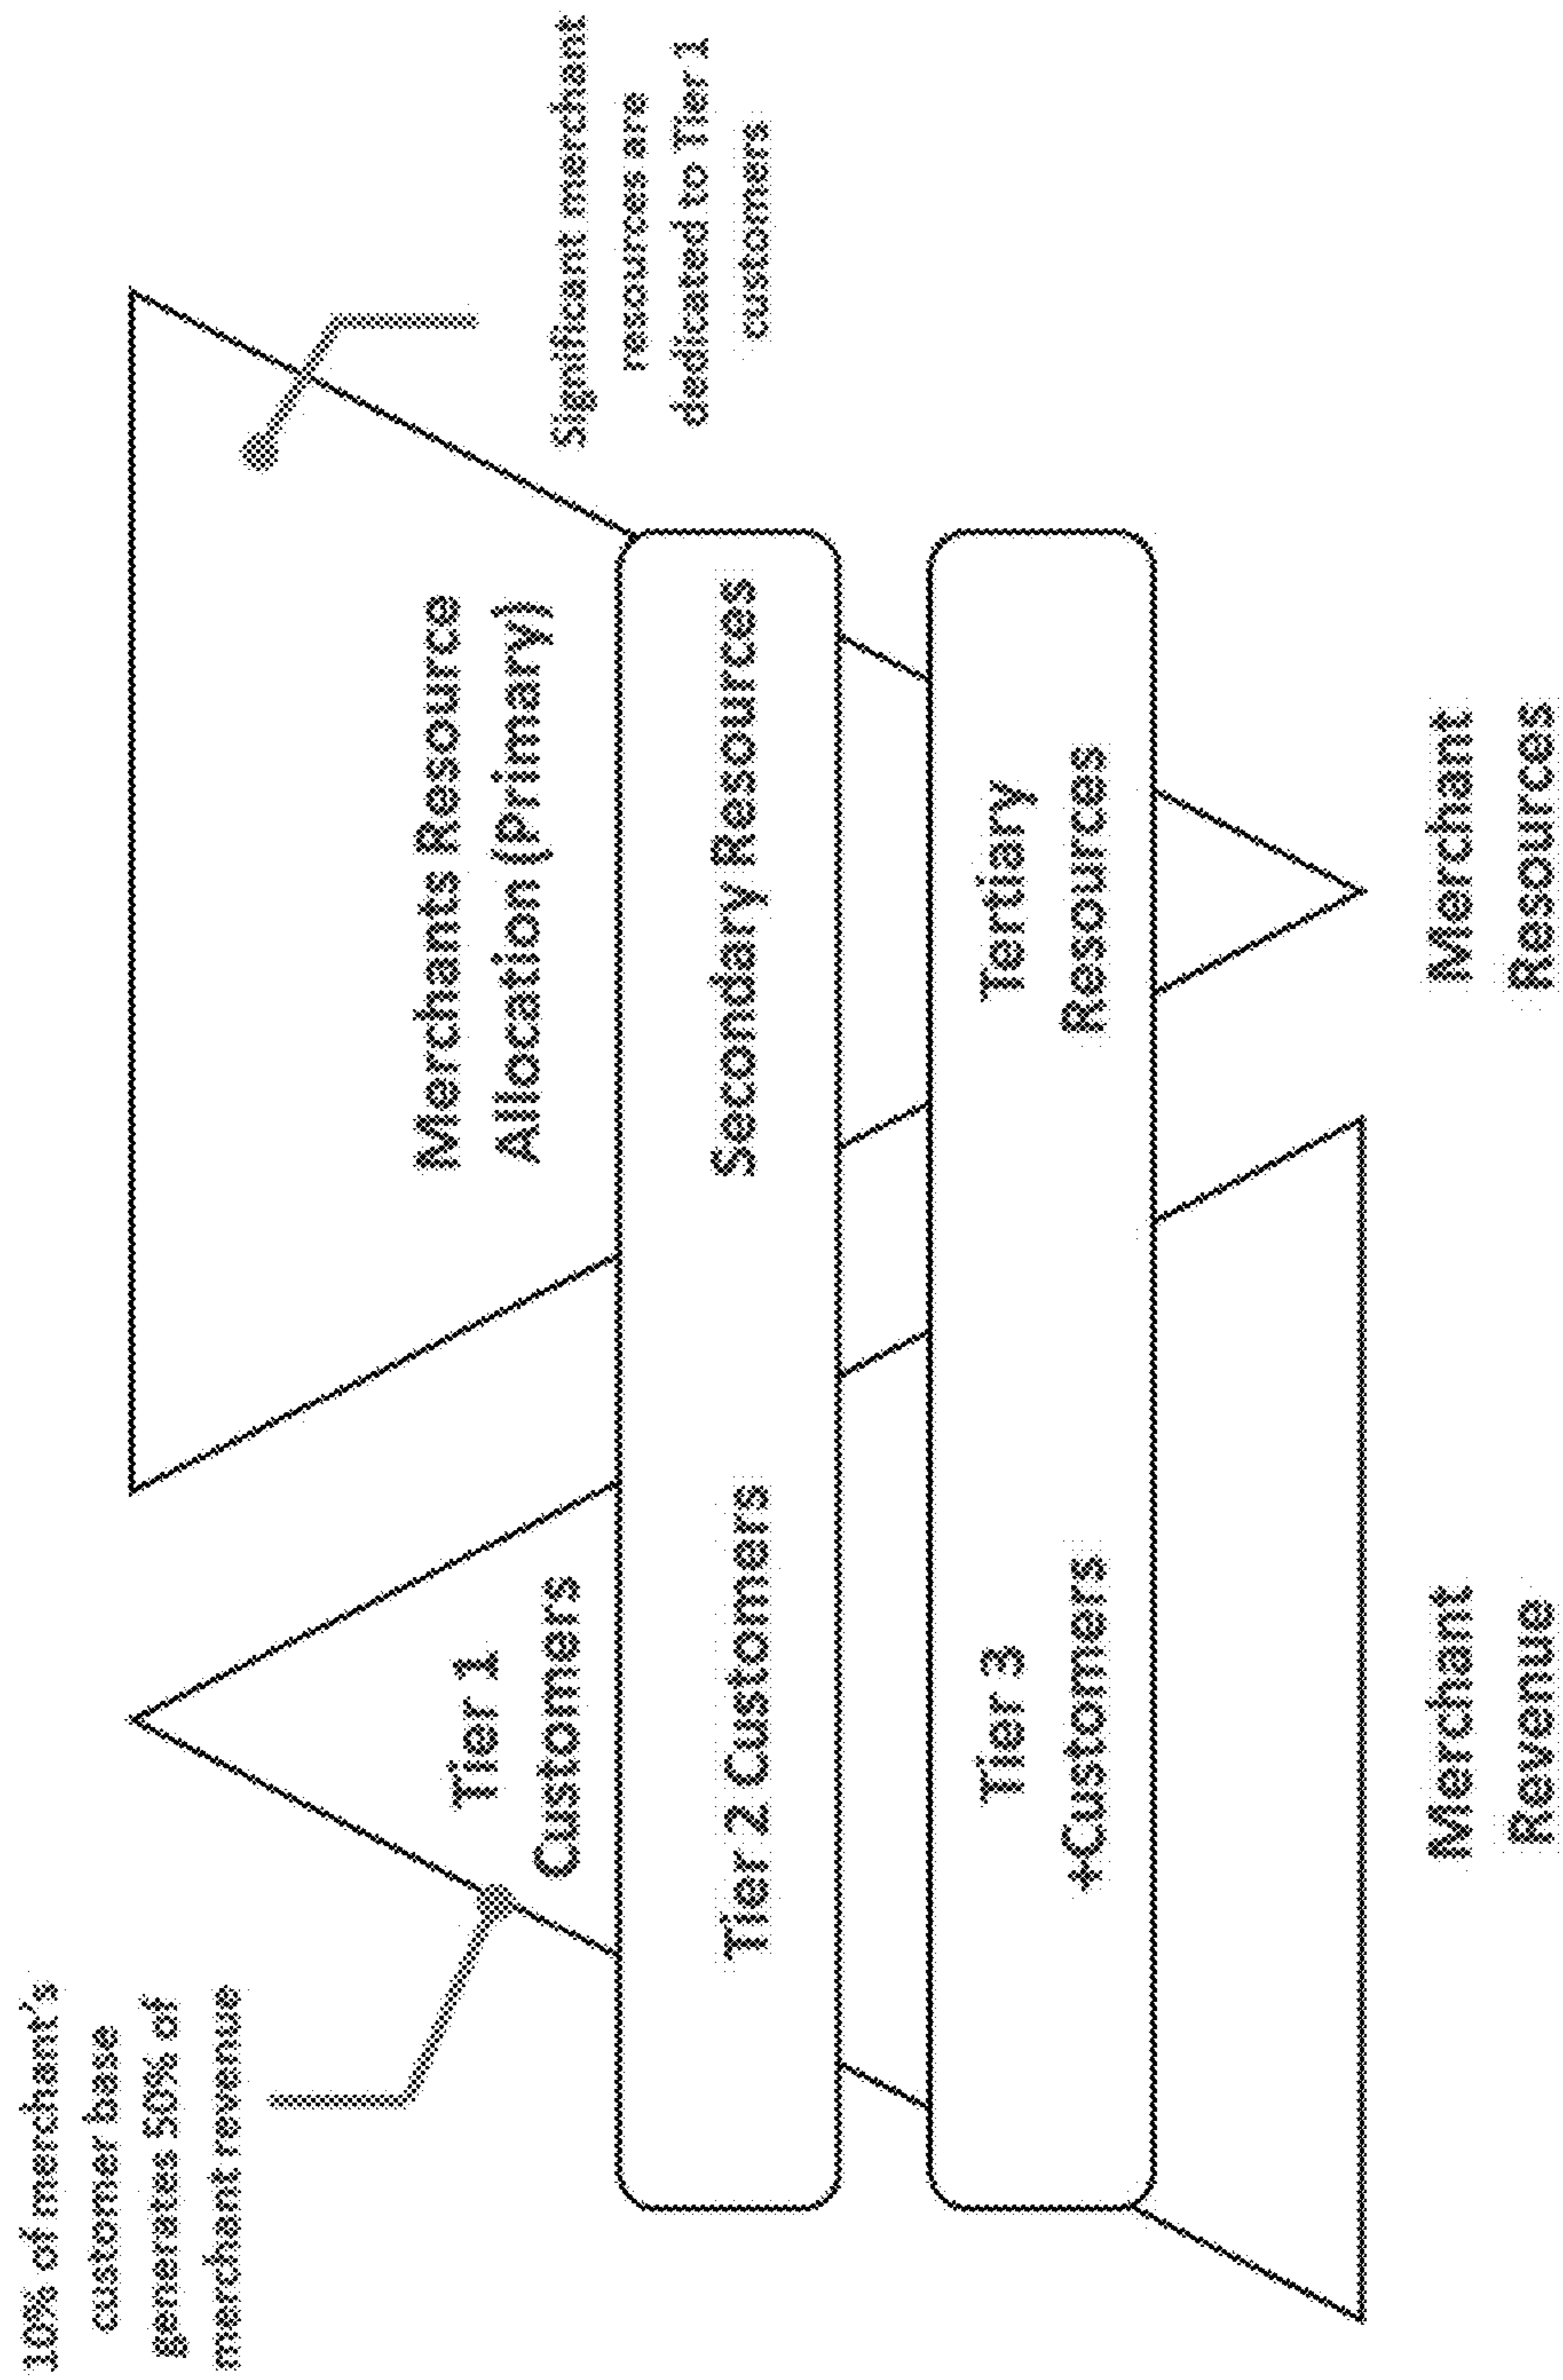 10% of merchant's
customer base
generates 50% of
merchant revenue
Tier 1
Customers
Merchants Resource
Allocation (Primary)
Significant merchant
resources are
dedicated to Tier 1
customers
Tier 2 Customers
Secondary Resources
Tier 3
+Customers
Tertiary
Resources
Merchant
Revenue
Merchant
Resources